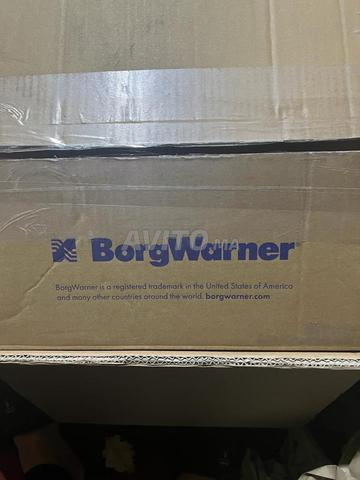 AVITO.MA
BorgWarner
BorgWarner is a registered trademark in the United States of America
and many other countries around the world. borgwarner.com